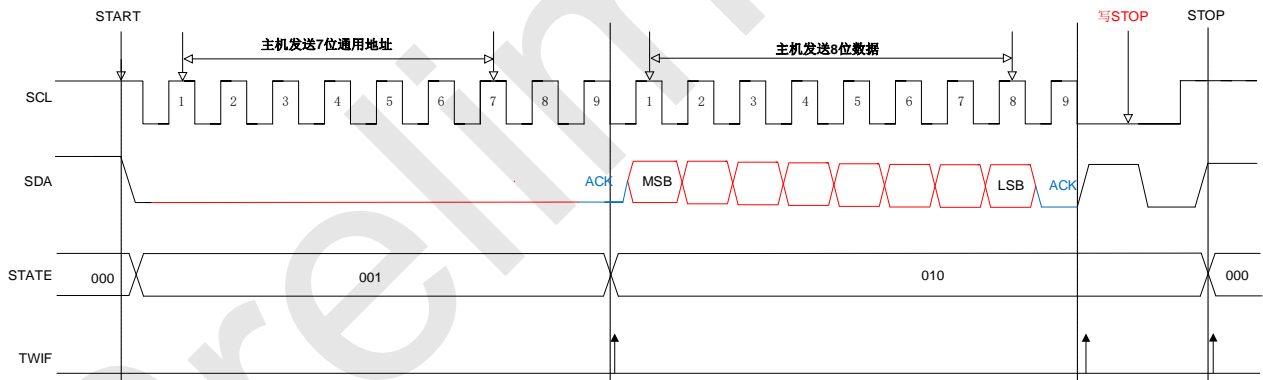 START 写STOP STOP
主机发送7位通用地址 主机发送8位数据
SCL 1 2 3 4 5 6 7 8 9 1 2 3 4 5 6 7 8 9
SDA ACK MSB LSB ACK
STATE 000 001 010 000
TWIF
relim